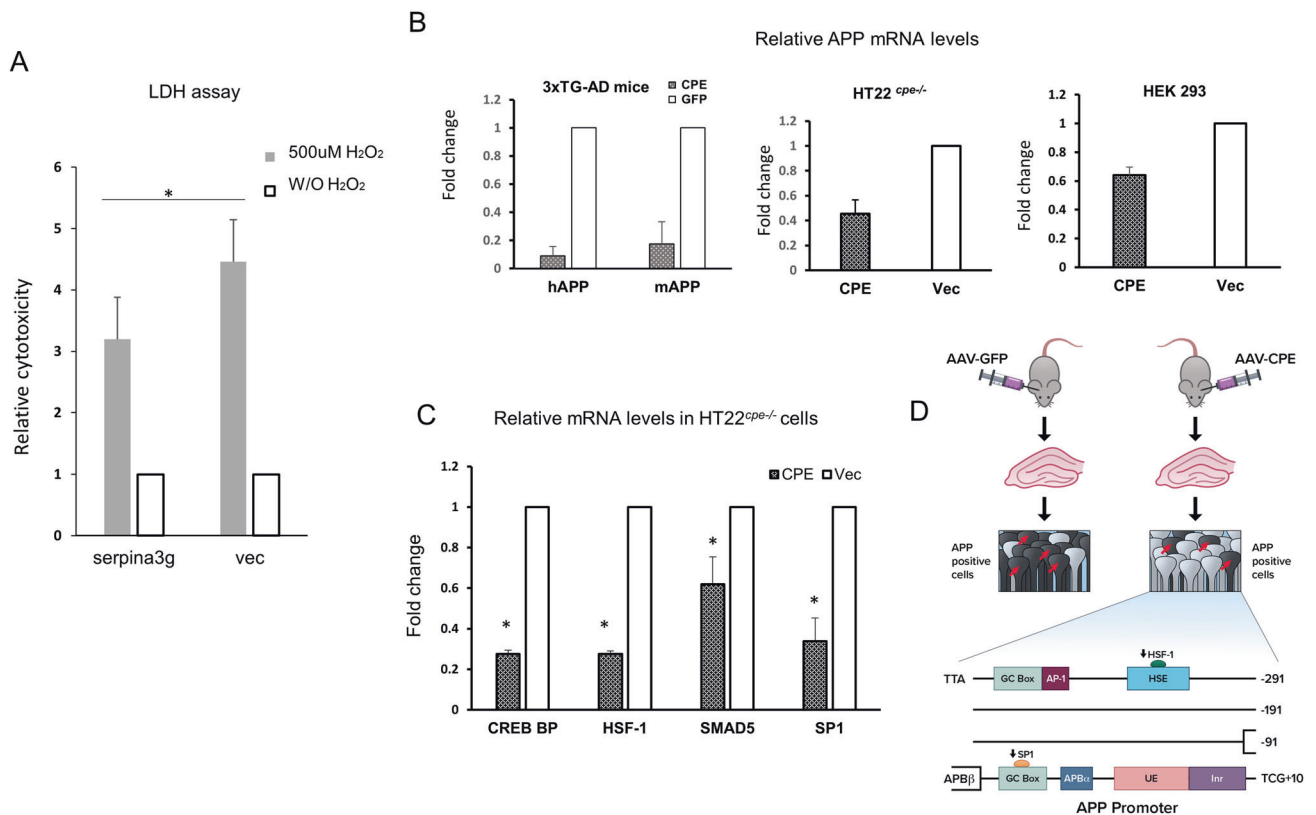 A
LDH assay
500uM H₂O₂
W/O H₂O₂
Relative cytotoxicity
6
5
4
3
2
1
0
*
serpina3g
vec
B
Relative APP mRNA levels
3xTG-AD mice
CPE
GFP
Fold change
1.2
1
0.8
0.6
0.4
0.2
0
hAPP
mAPP
HT22 cpe-/-
Fold change
1.2
1
0.8
0.6
0.4
0.2
0
CPE
Vec
HEK 293
Fold change
1.2
1
0.8
0.6
0.4
0.2
0
CPE
Vec
C
Relative mRNA levels in HT22cpe-/- cells
CPE
Vec
Fold change
1.2
1
0.8
0.6
0.4
0.2
0
*
*
*
*
CREB BP
HSF-1
SMAD5
SP1
D
AAV-GFP
AAV-CPE
APP
positive
cells
APP
positive
cells
HSF-1
TTA
GC Box
AP-1
HSE
-291
-191
-91
SP1
APBβ
GC Box
APBα
UE
Inr
TCG+10
APP Promoter